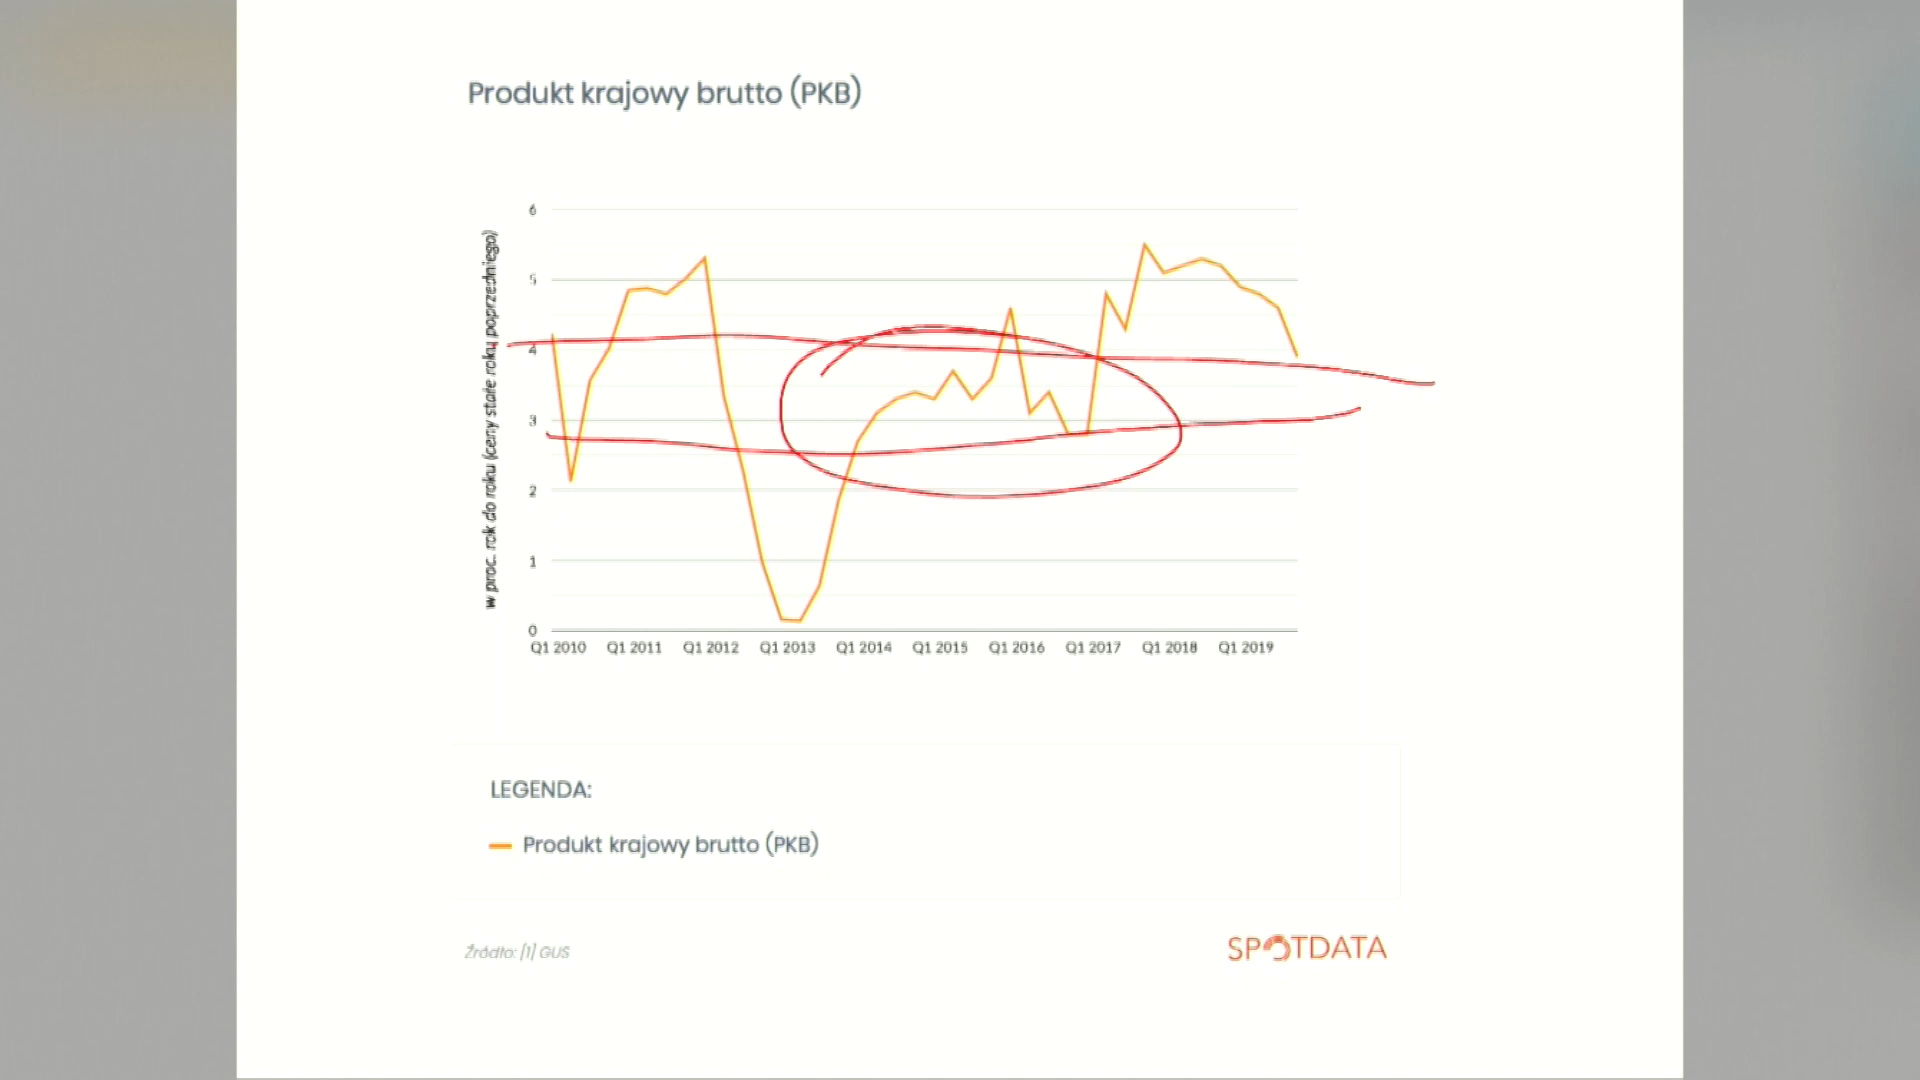 Produkt krajowy brutto (PKB)
w proc. rok do roku (ceny stałe roku poprzedniego)
6
5
4
3
2
1
0
Q1 2010 Q1 2011 Q1 2012 Q1 2013 Q1 2014 Q1 2015 Q1 2016 Q1 2017 Q1 2018 Q1 2019
LEGENDA:
Produkt krajowy brutto (PKB)
Źródło: [1] GUS
SPOTDATA